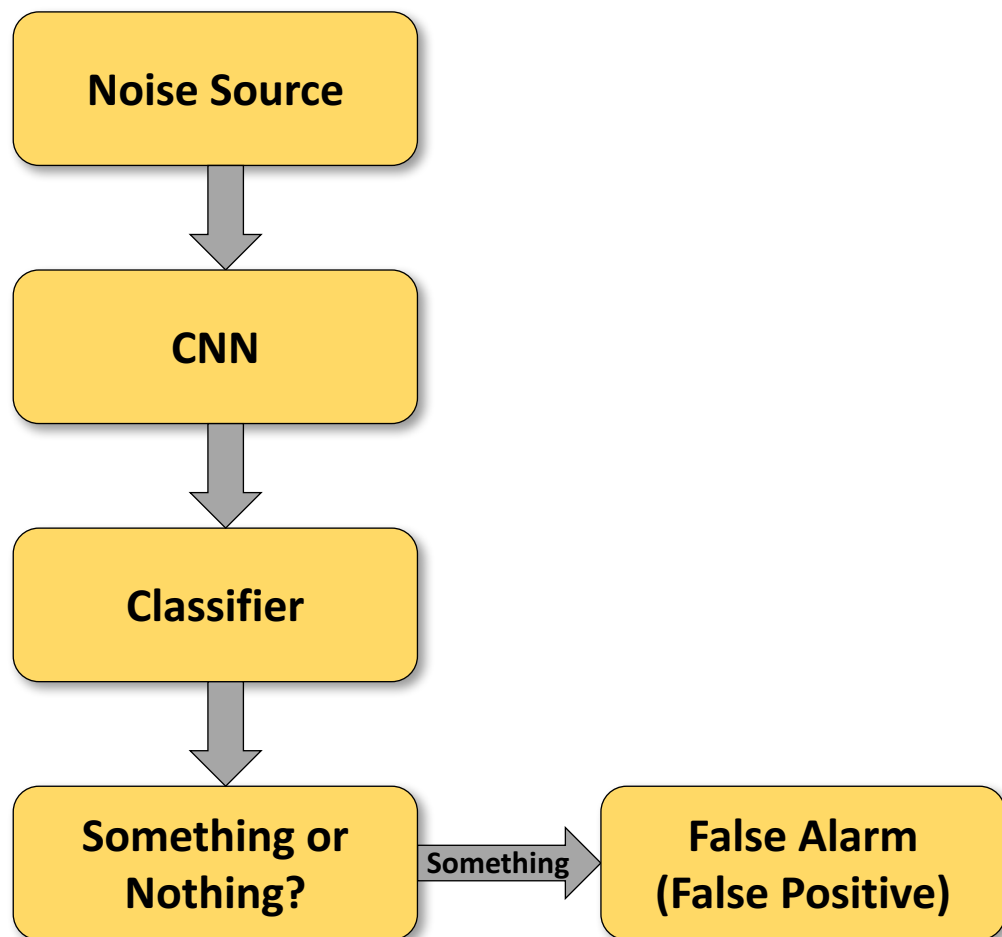 Noise Source
CNN
Classifier
Something or
Nothing?
Something
False Alarm
(False Positive)